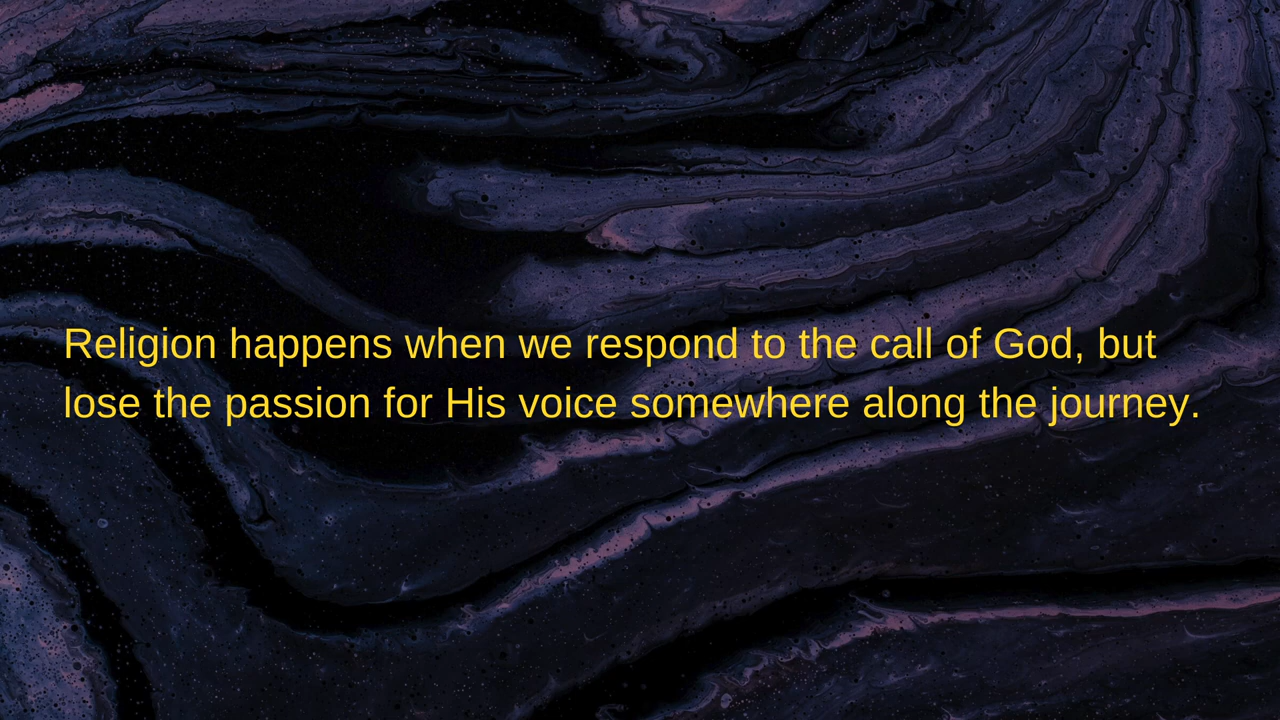 Religion happens when we respond to the call of God, but
lose the passion for His voice somewhere along the journey.